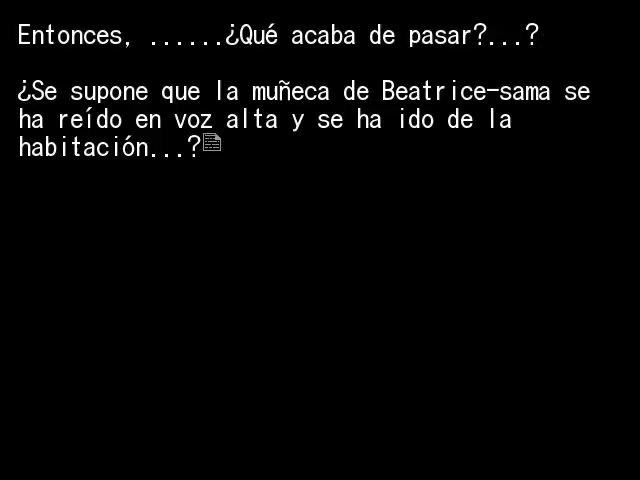 Entonces, ......¿Qué acaba de pasar?...?
¿Se supone que la muñeca de Beatrice-sama se
ha reído en voz alta y se ha ido de la
habitación...?